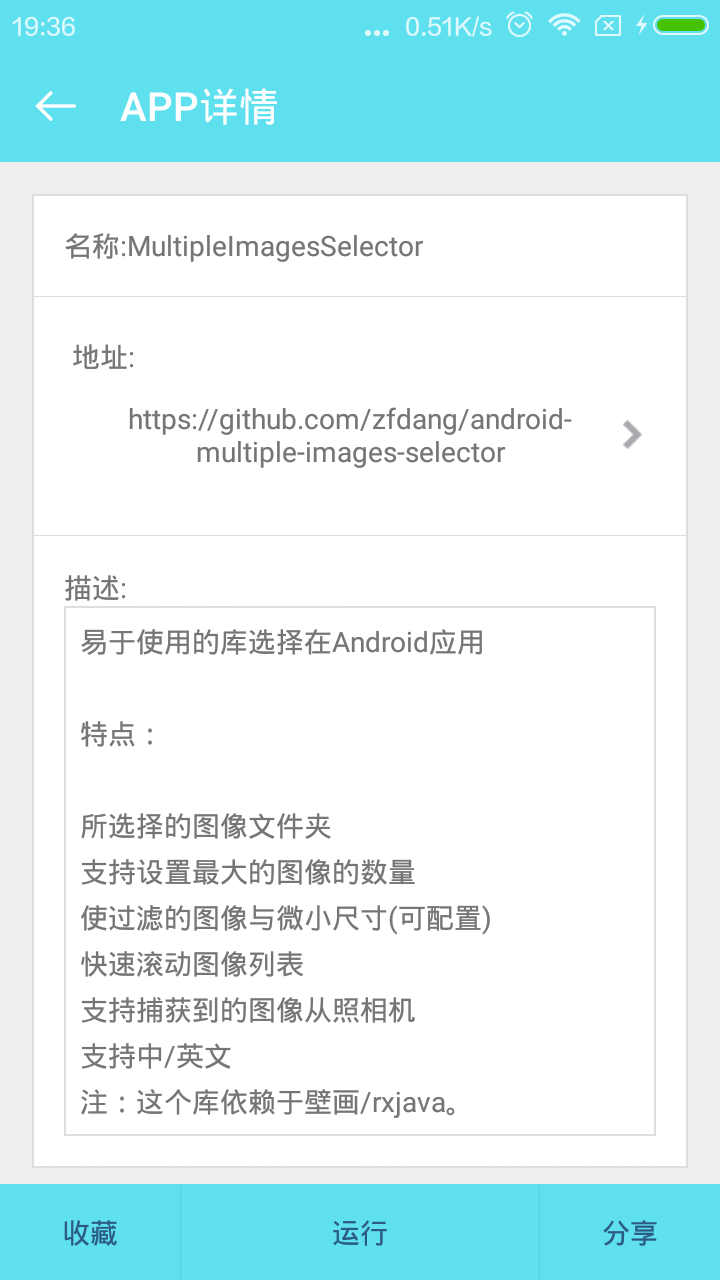 19:36
... 0.51K/s
APP详情
名称:MultipleImagesSelector
地址:
https://github.com/zfdang/android-
multiple-images-selector
描述:
易于使用的库选择在Android应用
特点：
所选择的图像文件夹
支持设置最大的图像的数量
使过滤的图像与微小尺寸(可配置)
快速滚动图像列表
支持捕获到的图像从照相机
支持中/英文
注：这个库依赖于壁画/rxjava。
收藏
运行
分享